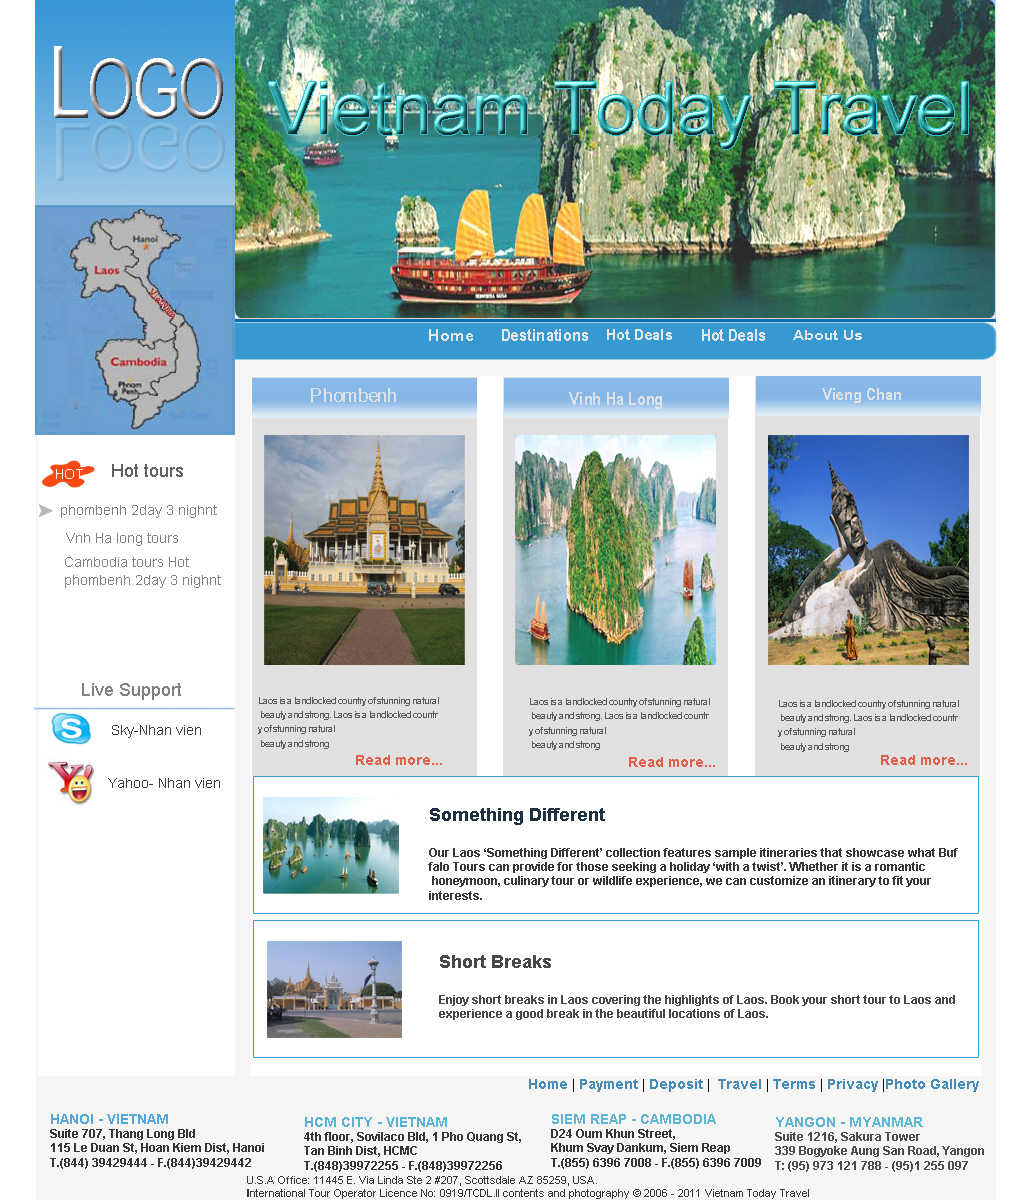 LOGO
Vietnam Today Travel
Hanoi
Laos
Vietnam
Cambodia
Phnom
Penh
Home Destinations Hot Deals Hot Deals About Us
Phombenh
Vinh Ha Long
Vieng Chan
HOT Hot tours
phombenh 2day 3 nighnt
Vnh Ha long tours
Cambodia tours Hot
phombenh 2day 3 nighnt
Live Support
Sky-Nhan vien
Yahoo- Nhan vien
Laos is a landlocked country of stunning natural
beauty and strong. Laos is a landlocked countr
y of stunning natural
beauty and strong
Read more...
Laos is a landlocked country of stunning natural
beauty and strong. Laos is a landlocked countr
y of stunning natural
beauty and strong
Read more...
Laos is a landlocked country of stunning natural
beauty and strong. Laos is a landlocked countr
y of stunning natural
beauty and strong
Read more...
Something Different
Our Laos ‘Something Different’ collection features sample itineraries that showcase what Buf
falo Tours can provide for those seeking a holiday ‘with a twist’. Whether it is a romantic
honeymoon, culinary tour or wildlife experience, we can customize an itinerary to fit your
interests.
Short Breaks
Enjoy short breaks in Laos covering the highlights of Laos. Book your short tour to Laos and
experience a good break in the beautiful locations of Laos.
Home | Payment | Deposit | Travel | Terms | Privacy |Photo Gallery
HANOI - VIETNAM
Suite 707, Thang Long Bld
115 Le Duan St, Hoan Kiem Dist, Hanoi
T.(844) 39429444 - F.(844)39429442
HCM CITY - VIETNAM
4th floor, Sovilaco Bld, 1 Pho Quang St,
Tan Binh Dist, HCMC
T.(848)39972255 - F.(848)39972256
SIEM REAP - CAMBODIA
D24 Oum Khun Street,
Khum Svay Dankum, Siem Reap
T.(855) 6396 7008 - F.(855) 6396 7009
YANGON - MYANMAR
Suite 1216, Sakura Tower
339 Bogyoke Aung San Road, Yangon
T: (95) 973 121 788 - (95)1 255 097
U.S.A Office: 11445 E. Via Linda Ste 2 #207, Scottsdale AZ 85259, USA.
International Tour Operator Licence No: 0919/TCDL.ll contents and photography © 2006 - 2011 Vietnam Today Travel